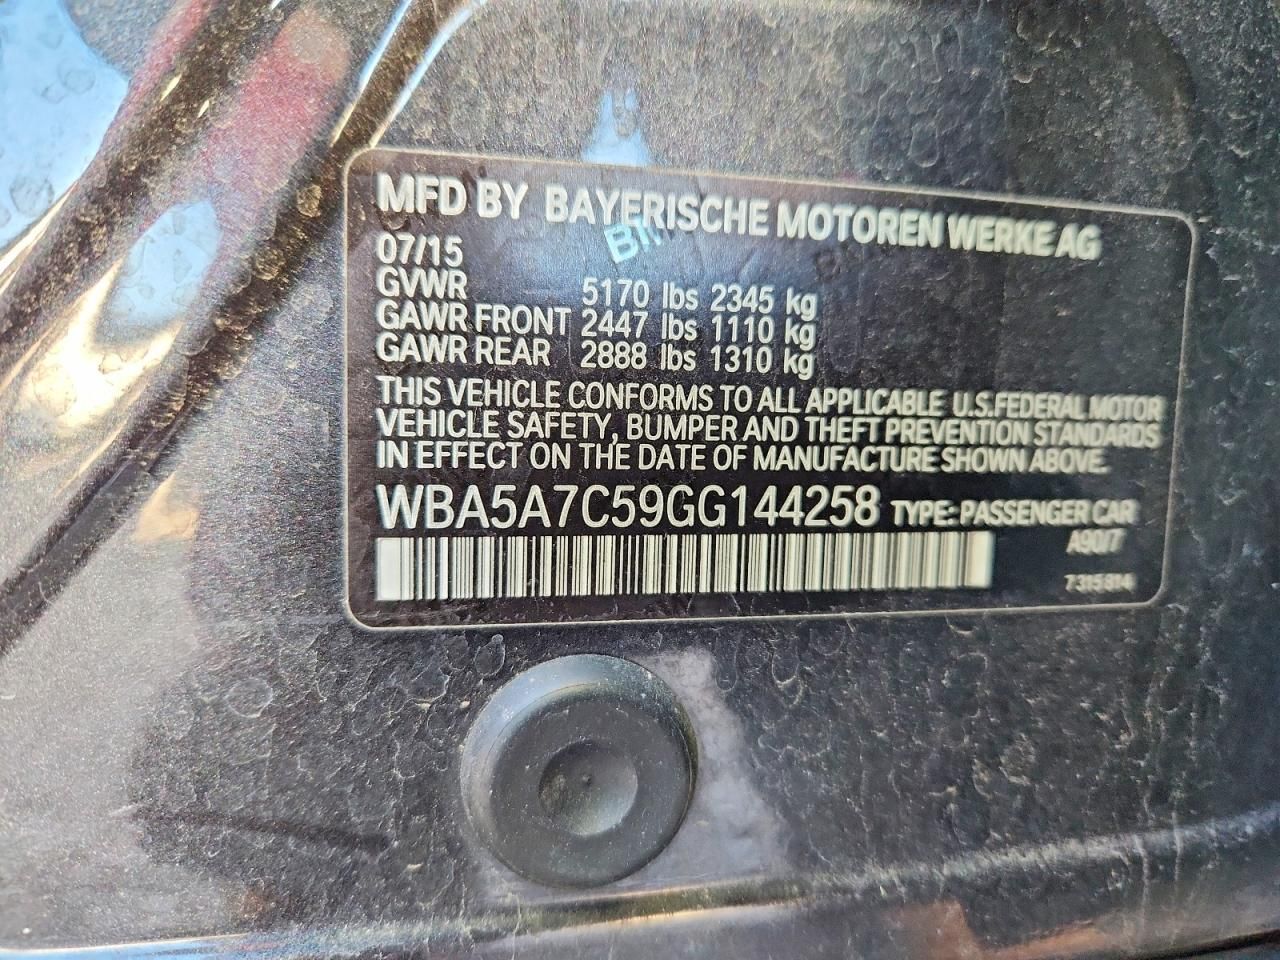 MFD BY BAYERISCHE MOTOREN WERKE AG
07/15
GVWR 5170 lbs 2345 kg
GAWR FRONT 2447 lbs 1110 kg
GAWR REAR 2888 lbs 1310 kg
THIS VEHICLE CONFORMS TO ALL APPLICABLE U.S.FEDERAL MOTOR
VEHICLE SAFETY, BUMPER AND THEFT PREVENTION STANDARDS
IN EFFECT ON THE DATE OF MANUFACTURE SHOWN ABOVE.
WBA5A7C59GG144258 TYPE: PASSENGER CAR
A90/7
7315814